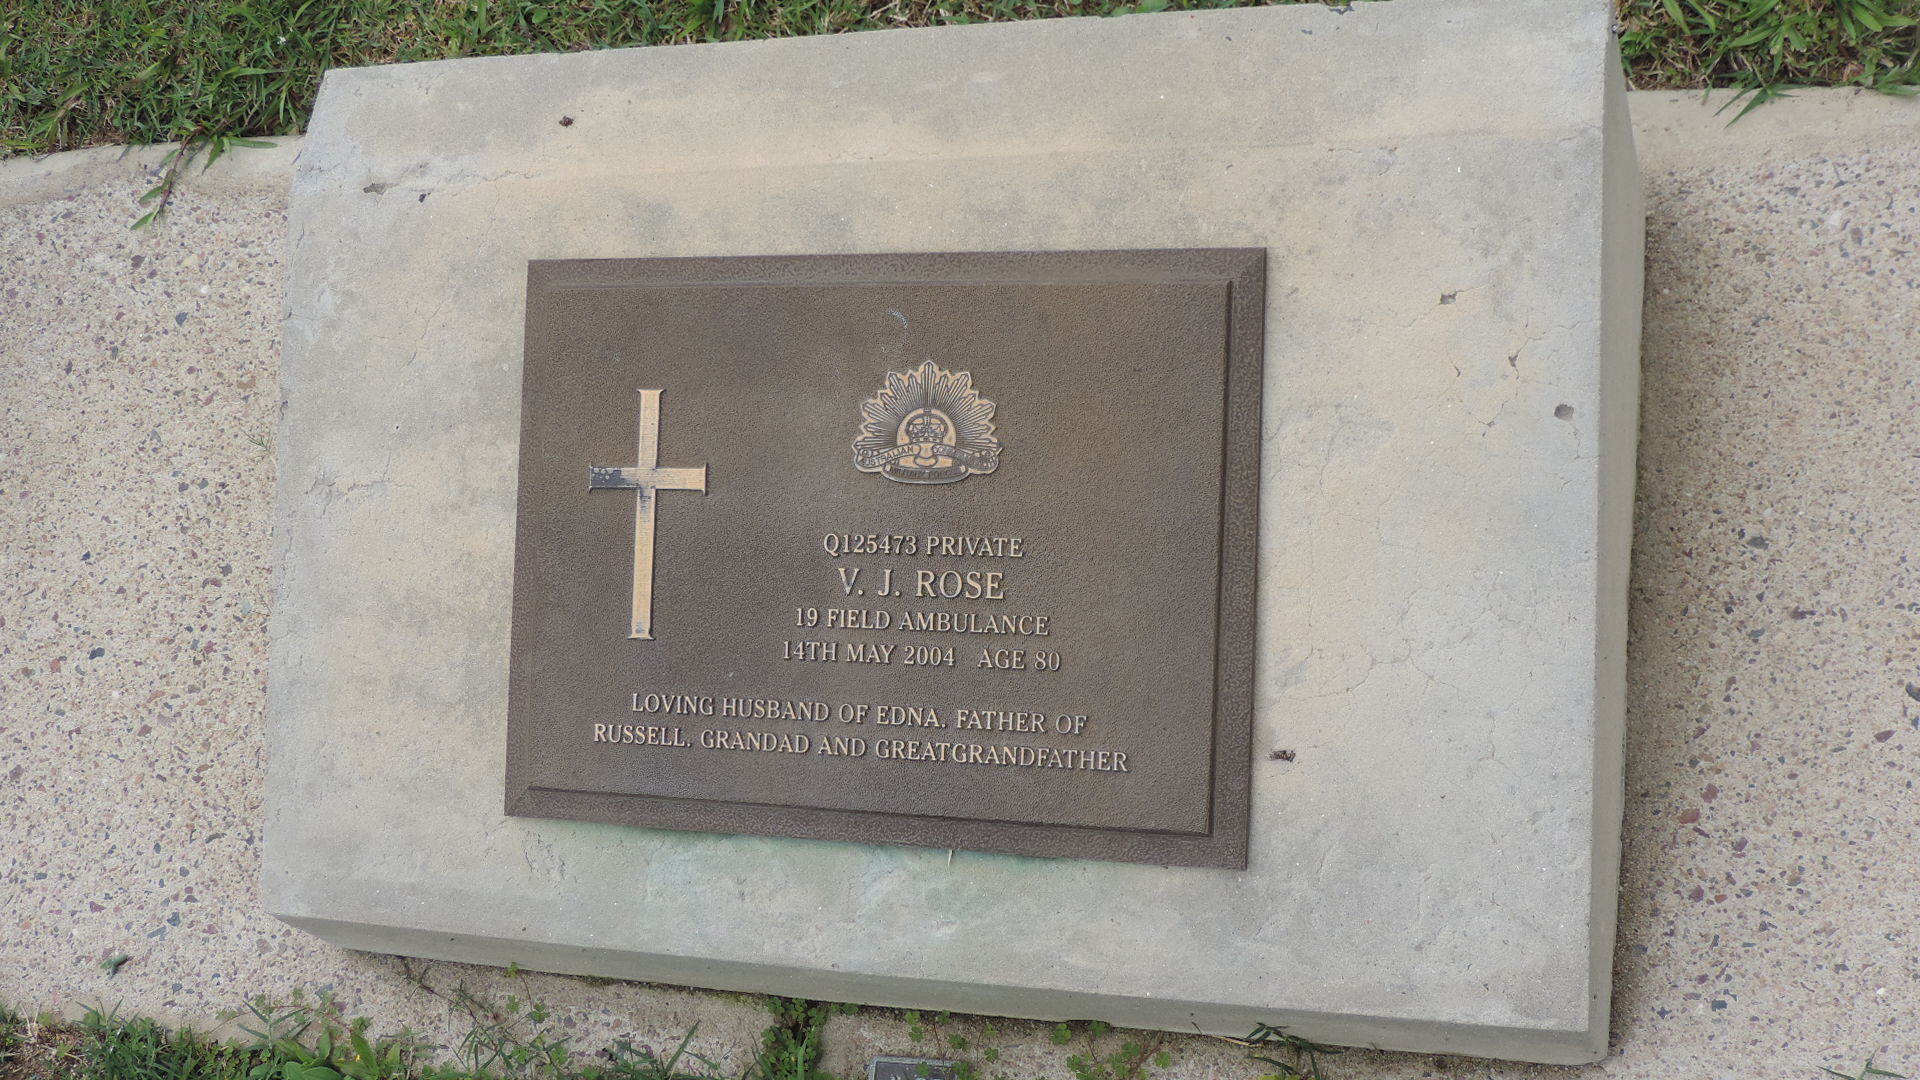 AUSTRALIAN
Q125473 PRIVATE
V. J. ROSE
19 FIELD AMBULANCE
14TH MAY 2004 AGE 80
LOVING HUSBAND OF EDNA. FATHER OF
RUSSELL. GRANDAD AND GREATGRANDFATHER